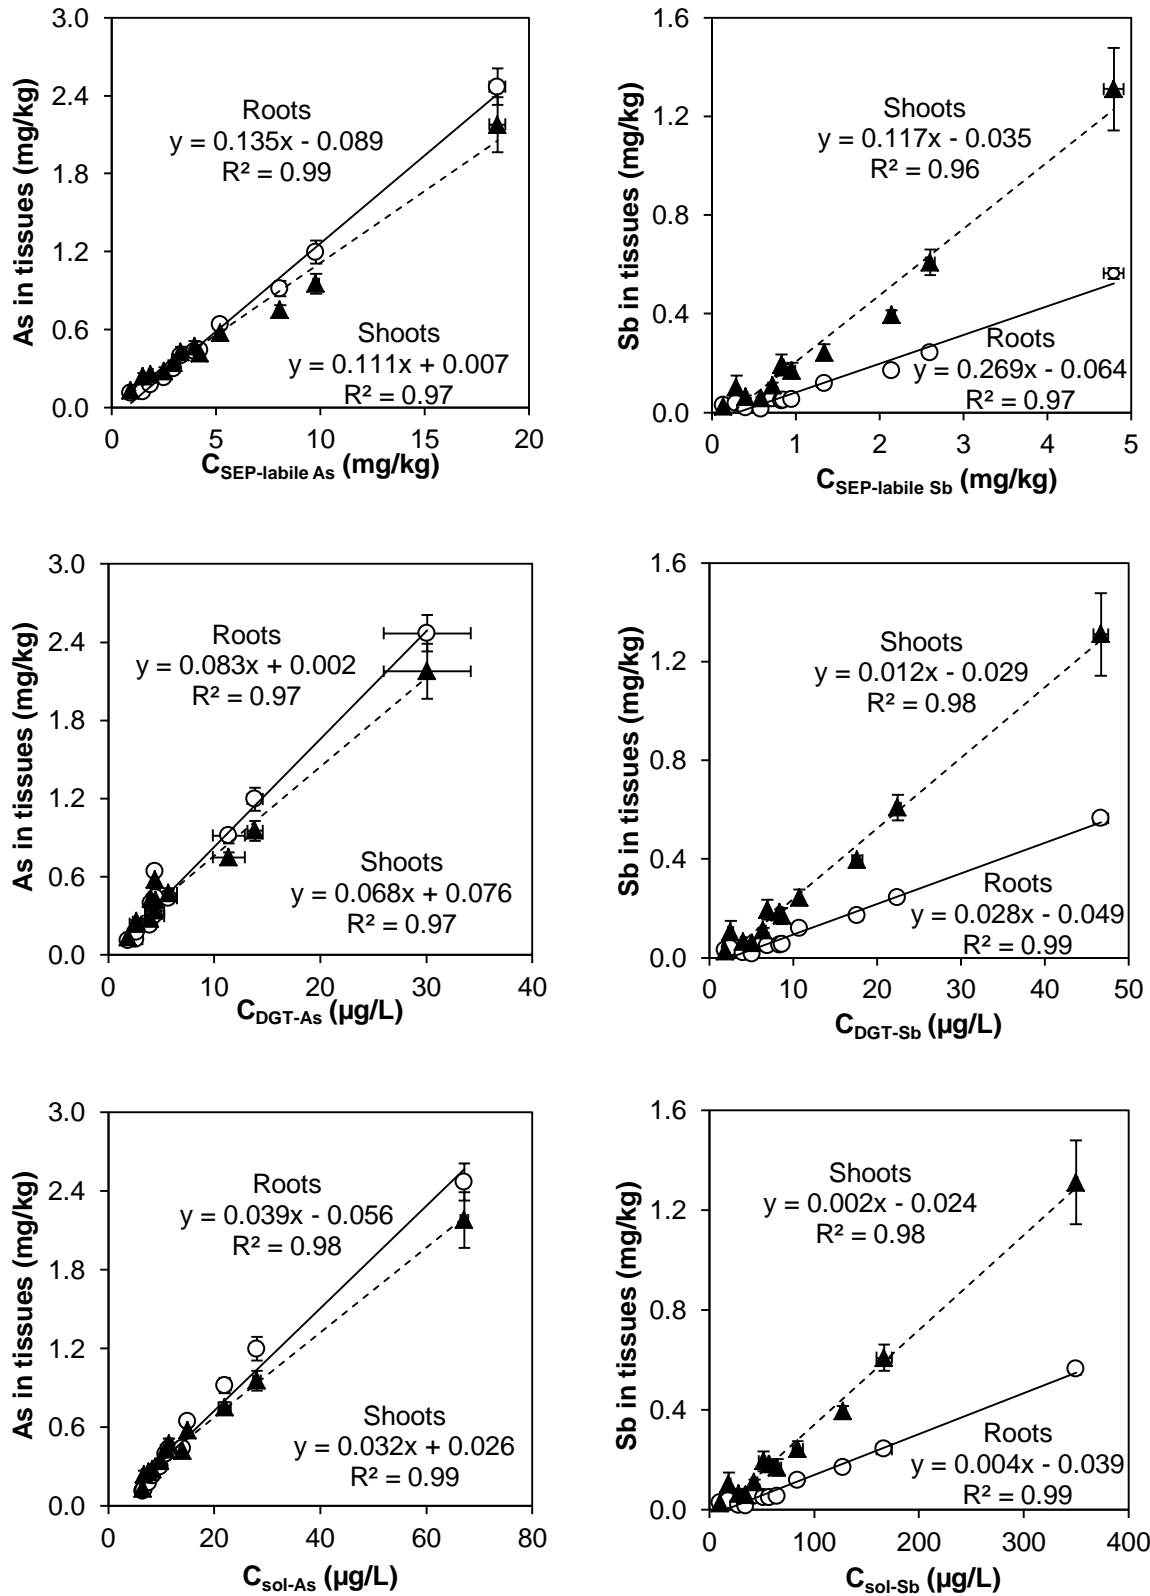 3.0
2.4
1.8
1.2
0.6
0.0
As in tissues (mg/kg)
Roots
y = 0.135x - 0.089
R² = 0.99
Shoots
y = 0.111x + 0.007
R² = 0.97
0 5 10 15 20
C SEP-labile As (mg/kg)
1.6
1.2
0.8
0.4
0.0
Sb in tissues (mg/kg)
Shoots
y = 0.117x - 0.035
R² = 0.96
Roots
y = 0.269x - 0.064
R² = 0.97
0 1 2 3 4 5
C SEP-labile Sb (mg/kg)
3.0
2.4
1.8
1.2
0.6
0.0
As in tissues (mg/kg)
Roots
y = 0.083x + 0.002
R² = 0.97
Shoots
y = 0.068x + 0.076
R² = 0.97
0 10 20 30 40
C DGT-As (µg/L)
1.6
1.2
0.8
0.4
0.0
Sb in tissues (mg/kg)
Shoots
y = 0.012x - 0.029
R² = 0.98
Roots
y = 0.028x - 0.049
R² = 0.99
0 10 20 30 40 50
C DGT-Sb (µg/L)
3.0
2.4
1.8
1.2
0.6
0.0
As in tissues (mg/kg)
Roots
y = 0.039x - 0.056
R² = 0.98
Shoots
y = 0.032x + 0.026
R² = 0.99
0 20 40 60 80
C sol-As (µg/L)
1.6
1.2
0.8
0.4
0.0
Sb in tissues (mg/kg)
Shoots
y = 0.002x - 0.024
R² = 0.98
Roots
y = 0.004x - 0.039
R² = 0.99
0 100 200 300 400
C sol-Sb (µg/L)